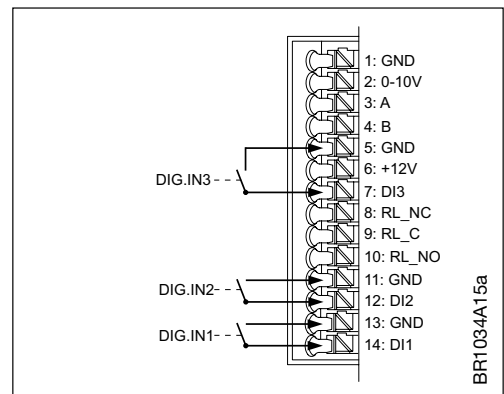 1: GND
2: 0-10V
3: A
4: B
5: GND
6: +12V
DIG.IN3
7: DI3
8: RL_NC
9: RL_C
10: RL_NO
11: GND
DIG.IN2
12: DI2
13: GND
DIG.IN1
14: DI1
BR1034A15a